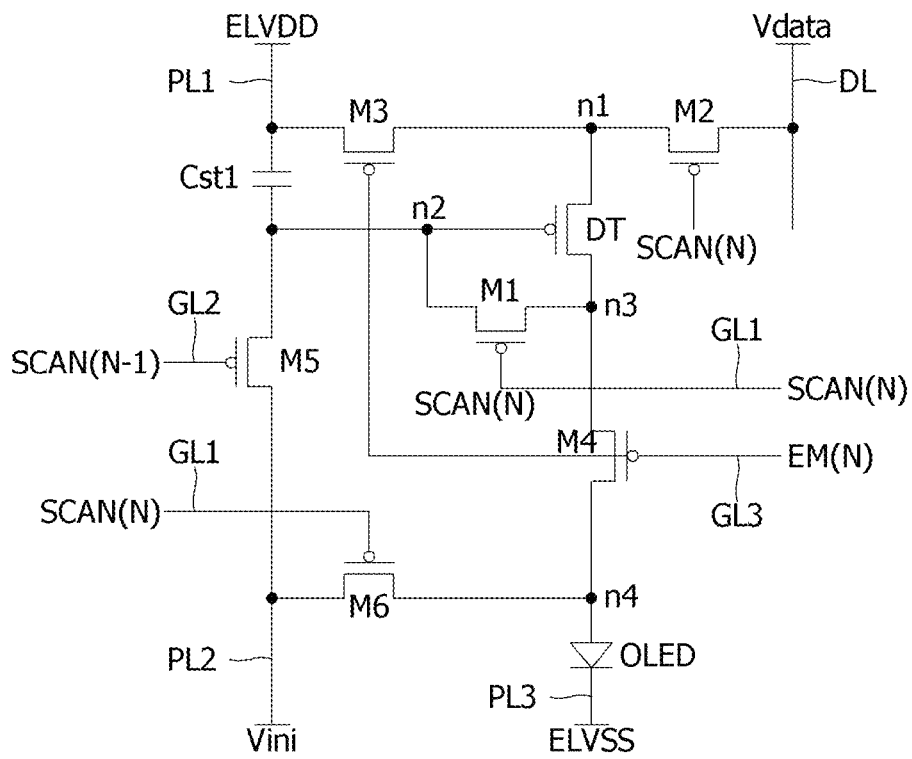 ELVDD
Vdata
PL1
DL
M3
n1
M2
Cst1
n2
DT
SCAN(N)
M1
n3
GL2
GL1
SCAN(N-1)
M5
SCAN(N)
SCAN(N)
M4
GL1
EM(N)
SCAN(N)
GL3
M6
n4
PL2
OLED
PL3
Vini
ELVSS